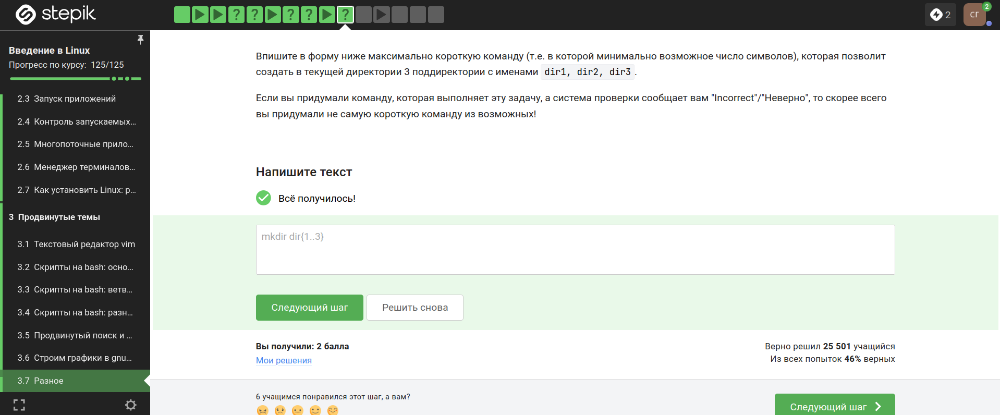 stepik
?
?
?
?
?
2
СГ
2
Введение в Linux
Прогресс по курсу: 125/125
2.3 Запуск приложений
2.4 Контроль запускаемых…
2.5 Многопоточные прило…
2.6 Менеджер терминалов…
2.7 Как установить Linux: р…
3 Продвинутые темы
3.1 Текстовый редактор vim
3.2 Скрипты на bash: осно…
3.3 Скрипты на bash: ветв…
3.4 Скрипты на bash: разн…
3.5 Продвинутый поиск и …
3.6 Строим графики в gnu…
3.7 Разное
Впишите в форму ниже максимально короткую команду (т.е. в которой минимально возможное число символов), которая позволит
создать в текущей директории 3 поддиректории с именами dir1, dir2, dir3.
Если вы придумали команду, которая выполняет эту задачу, а система проверки сообщает вам "Incorrect"/"Неверно", то скорее всего
вы придумали не самую короткую команду из возможных!
Напишите текст
Всё получилось!
mkdir dir{1..3}
Следующий шаг
Решить снова
Вы получили: 2 балла
Мои решения
Верно решил 25 501 учащийся
Из всех попыток 46% верных
6 учащимся понравился этот шаг, а вам?
Следующий шаг